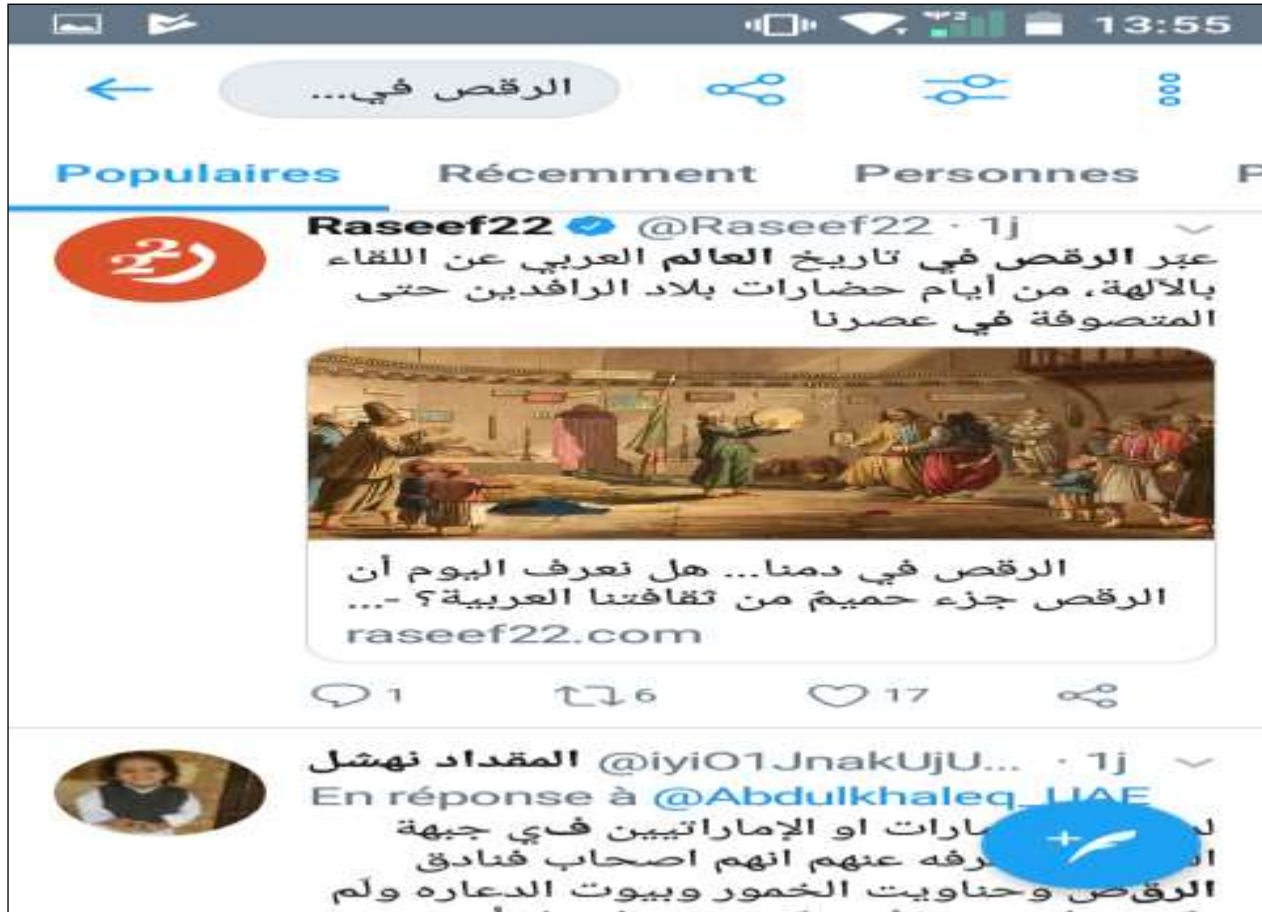 13:55
الرقص في...
Populaires Récemment Personnes P
Raseef22 @Raseef22 · 1j
عبّر الرقص في تاريخ العالم العربي عن اللقاء
بالآلهة، من أيام حضارات بلاد الرافدين حتى
المتصوفة في عصرنا
الرقص في دمنا... هل نعرف اليوم أن
الرقص جزء حميمٌ من ثقافتنا العربية؟ -...
raseef22.com
1 6 17
المقداد نهشل @iyiO1JnakUjU... · 1j
En réponse à @Abdulkhaleq_UAE
او الإماراتيين في جبهة
عنهم انهم اصحاب فنادق
الرقص وحناويت الخمور وبيوت الدعاره ولم